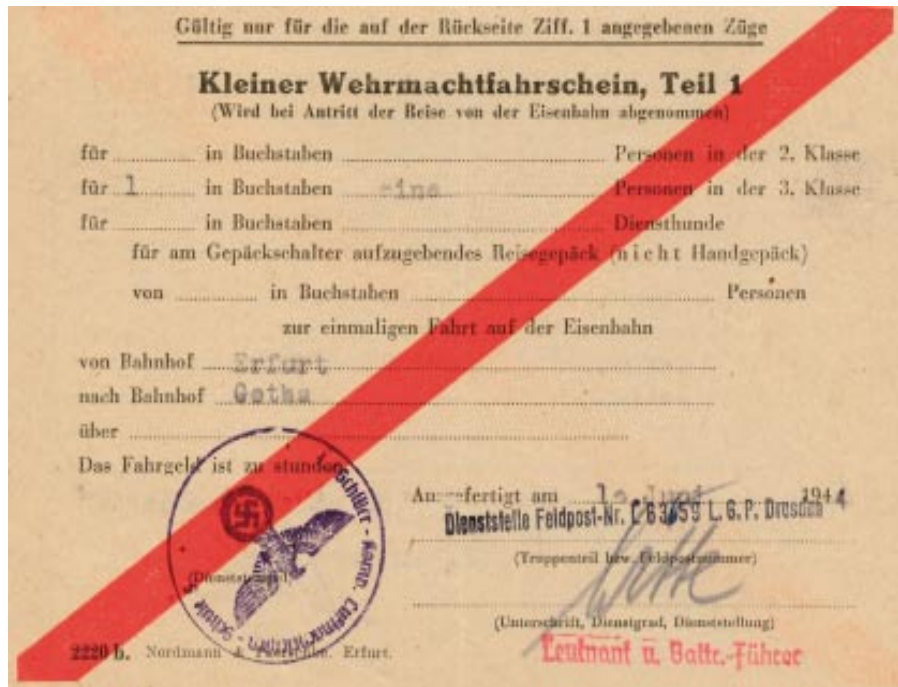 Gültig nur für die auf der Rückseite Ziff. 1 angegebenen Züge
Kleiner Wehrmachtfahrschein, Teil 1
(Wird bei Antritt der Reise von der Eisenbahn abgenommen)
für in Buchstaben Personen in der 2. Klasse
für 1 in Buchstaben eine Personen in der 3. Klasse
für in Buchstaben Diensthunde
für am Gepäckschalter aufzugebendes Reisegepäck (nicht Handgepäck)
von in Buchstaben Personen
zur einmaligen Fahrt auf der Eisenbahn
von Bahnhof Erfurt
nach Bahnhof Gotha
über
Das Fahrgeld ist zu stunden
Ausgefertigt am Juni 1944
Dienststelle Feldpost-Nr. L 63659 L.G.P. Dresden
(Truppenteil bzw. Feldpostnummer)
(Dienststempel)
(Unterschrift, Dienstgrad, Dienststellung)
Leutnant u. Battr.-Führer
2220 b. Nordmann & Erfurt.